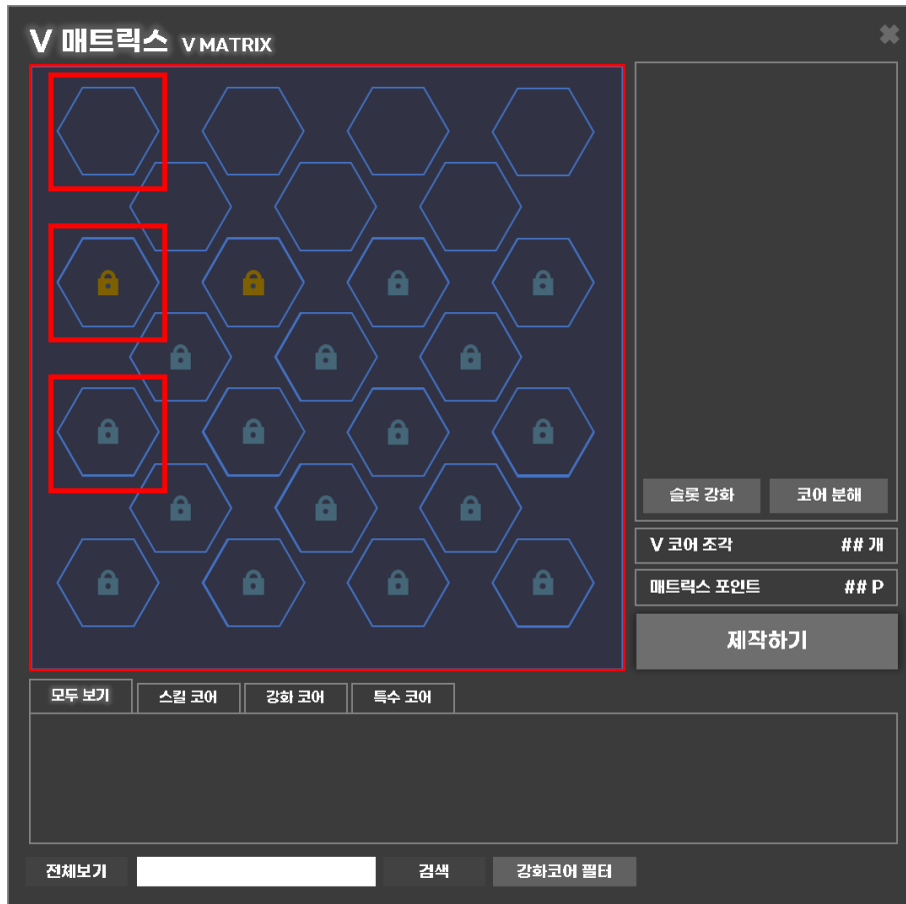 V 매트릭스 V MATRIX
슬롯 강화
코어 분해
V 코어 조각 ## 개
매트릭스 포인트 ## P
제작하기
모두 보기
스킬 코어
강화 코어
특수 코어
전체보기
검색
강화코어 필터